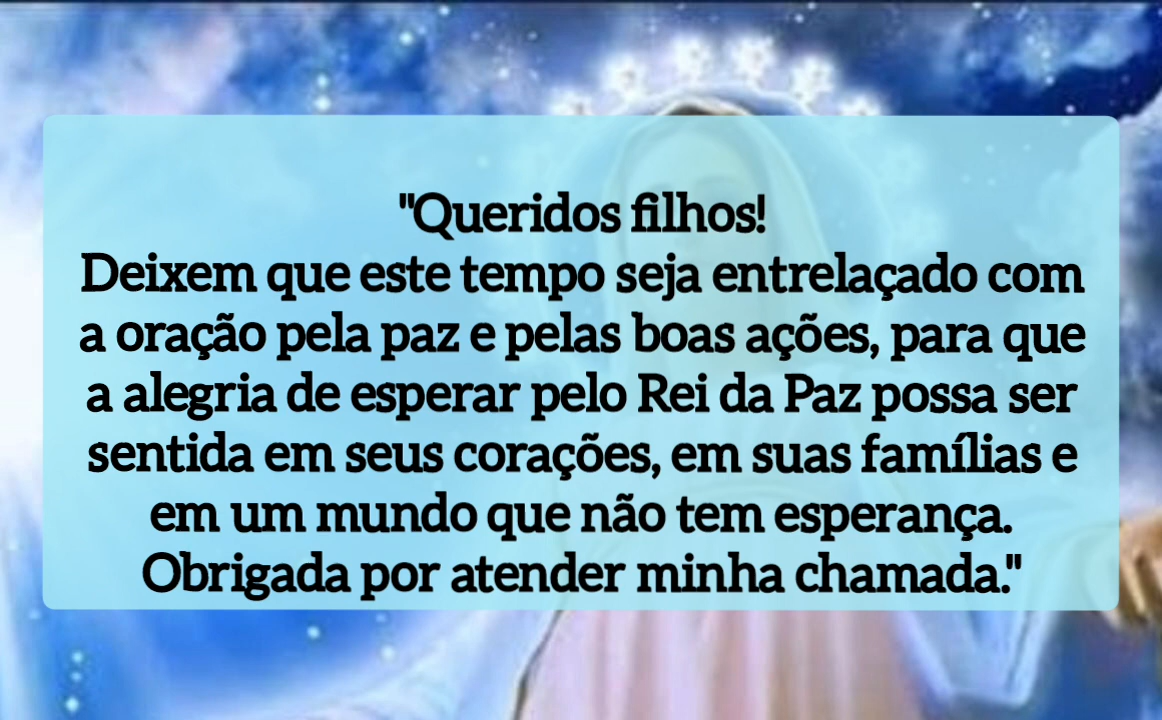 "Queridos filhos!
Deixem que este tempo seja entrelaçado com
a oração pela paz e pelas boas ações, para que
a alegria de esperar pelo Rei da Paz possa ser
sentida em seus corações, em suas famílias e
em um mundo que não tem esperança.
Obrigada por atender minha chamada."